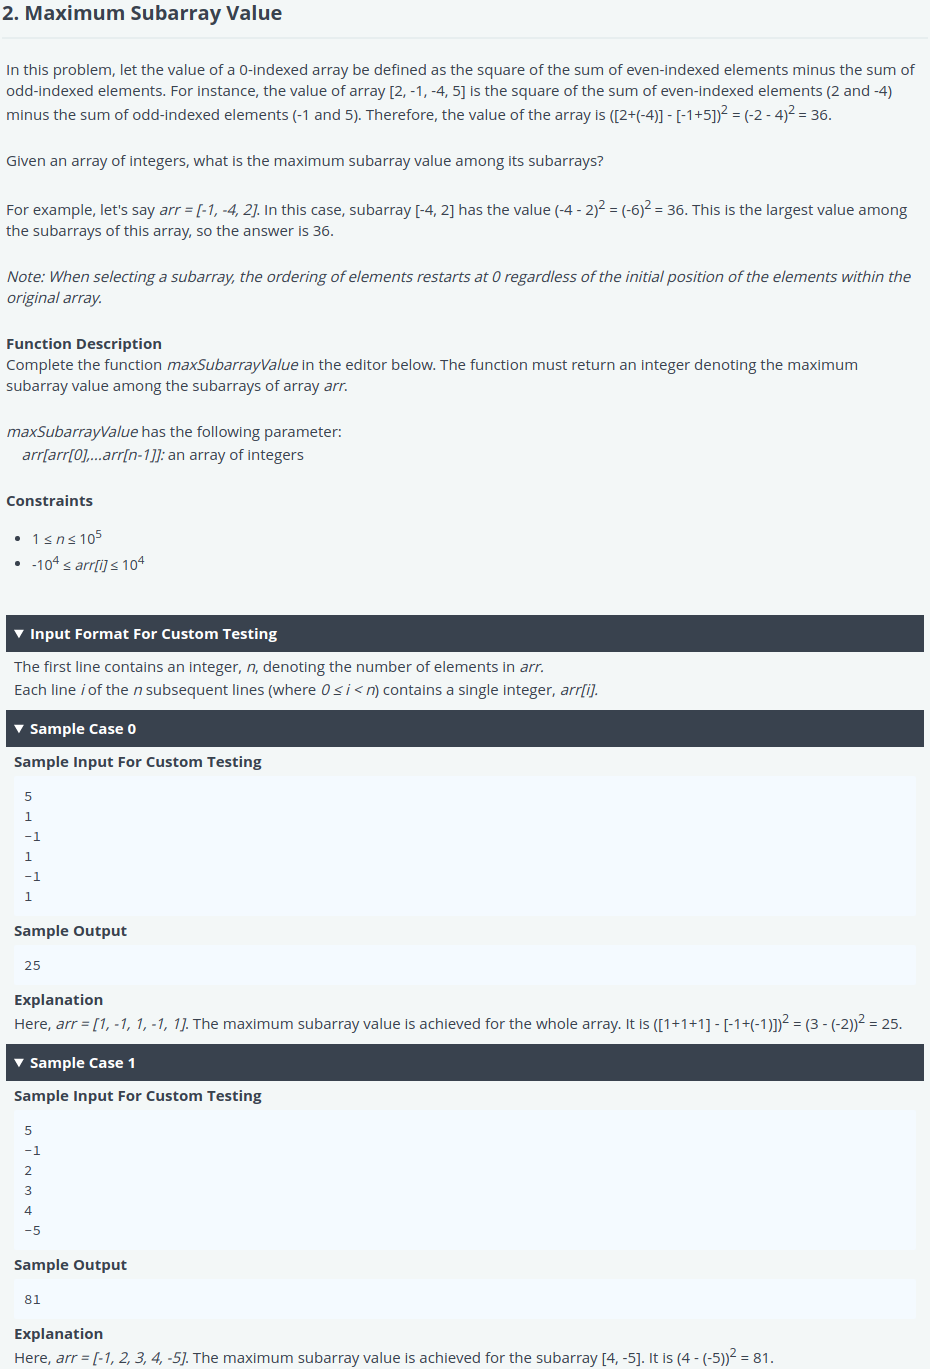 2. Maximum Subarray Value
In this problem, let the value of a 0-indexed array be defined as the square of the sum of even-indexed elements minus the sum of
odd-indexed elements. For instance, the value of array [2, -1, -4, 5] is the square of the sum of even-indexed elements (2 and -4)
minus the sum of odd-indexed elements (-1 and 5). Therefore, the value of the array is ([2+(-4)] - [-1+5])² = (-2 - 4)² = 36.
Given an array of integers, what is the maximum subarray value among its subarrays?
For example, let's say arr = [-1, -4, 2]. In this case, subarray [-4, 2] has the value (-4 - 2)² = (-6)² = 36. This is the largest value among
the subarrays of this array, so the answer is 36.
Note: When selecting a subarray, the ordering of elements restarts at 0 regardless of the initial position of the elements within the
original array.
Function Description
Complete the function maxSubarrayValue in the editor below. The function must return an integer denoting the maximum
subarray value among the subarrays of array arr.
maxSubarrayValue has the following parameter:
arr[arr[0],...arr[n-1]]: an array of integers
Constraints
• 1 ≤ n ≤ 10⁵
• -10⁴ ≤ arr[i] ≤ 10⁴
▼ Input Format For Custom Testing
The first line contains an integer, n, denoting the number of elements in arr.
Each line i of the n subsequent lines (where 0 ≤ i < n) contains a single integer, arr[i].
▼ Sample Case 0
Sample Input For Custom Testing
5
1
-1
1
-1
1
Sample Output
25
Explanation
Here, arr = [1, -1, 1, -1, 1]. The maximum subarray value is achieved for the whole array. It is ([1+1+1] - [-1+(-1)])² = (3 - (-2))² = 25.
▼ Sample Case 1
Sample Input For Custom Testing
5
-1
2
3
4
-5
Sample Output
81
Explanation
Here, arr = [-1, 2, 3, 4, -5]. The maximum subarray value is achieved for the subarray [4, -5]. It is (4 - (-5))² = 81.